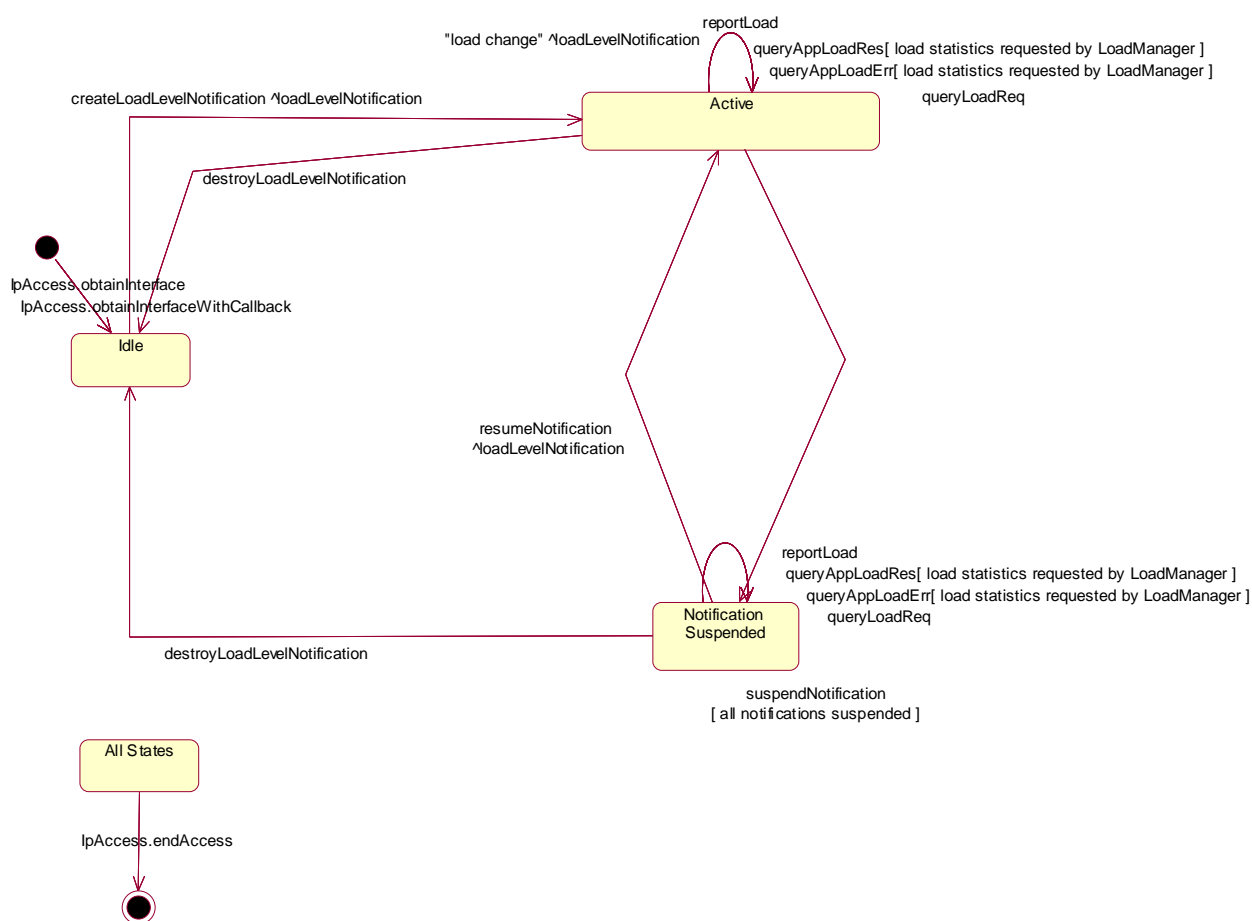 reportLoad
"load change" ^loadLevelNotification
queryAppLoadRes[ load statistics requested by LoadManager ]
queryAppLoadErr[ load statistics requested by LoadManager ]
queryLoadReq
createLoadLevelNotification ^loadLevelNotification
Active
destroyLoadLevelNotification
IpAccess.obtainInterface
IpAccess.obtainInterfaceWithCallback
Idle
resumeNotification
^loadLevelNotification
reportLoad
queryAppLoadRes[ load statistics requested by LoadManager ]
queryAppLoadErr[ load statistics requested by LoadManager ]
queryLoadReq
Notification
Suspended
destroyLoadLevelNotification
suspendNotification
[ all notifications suspended ]
All States
IpAccess.endAccess